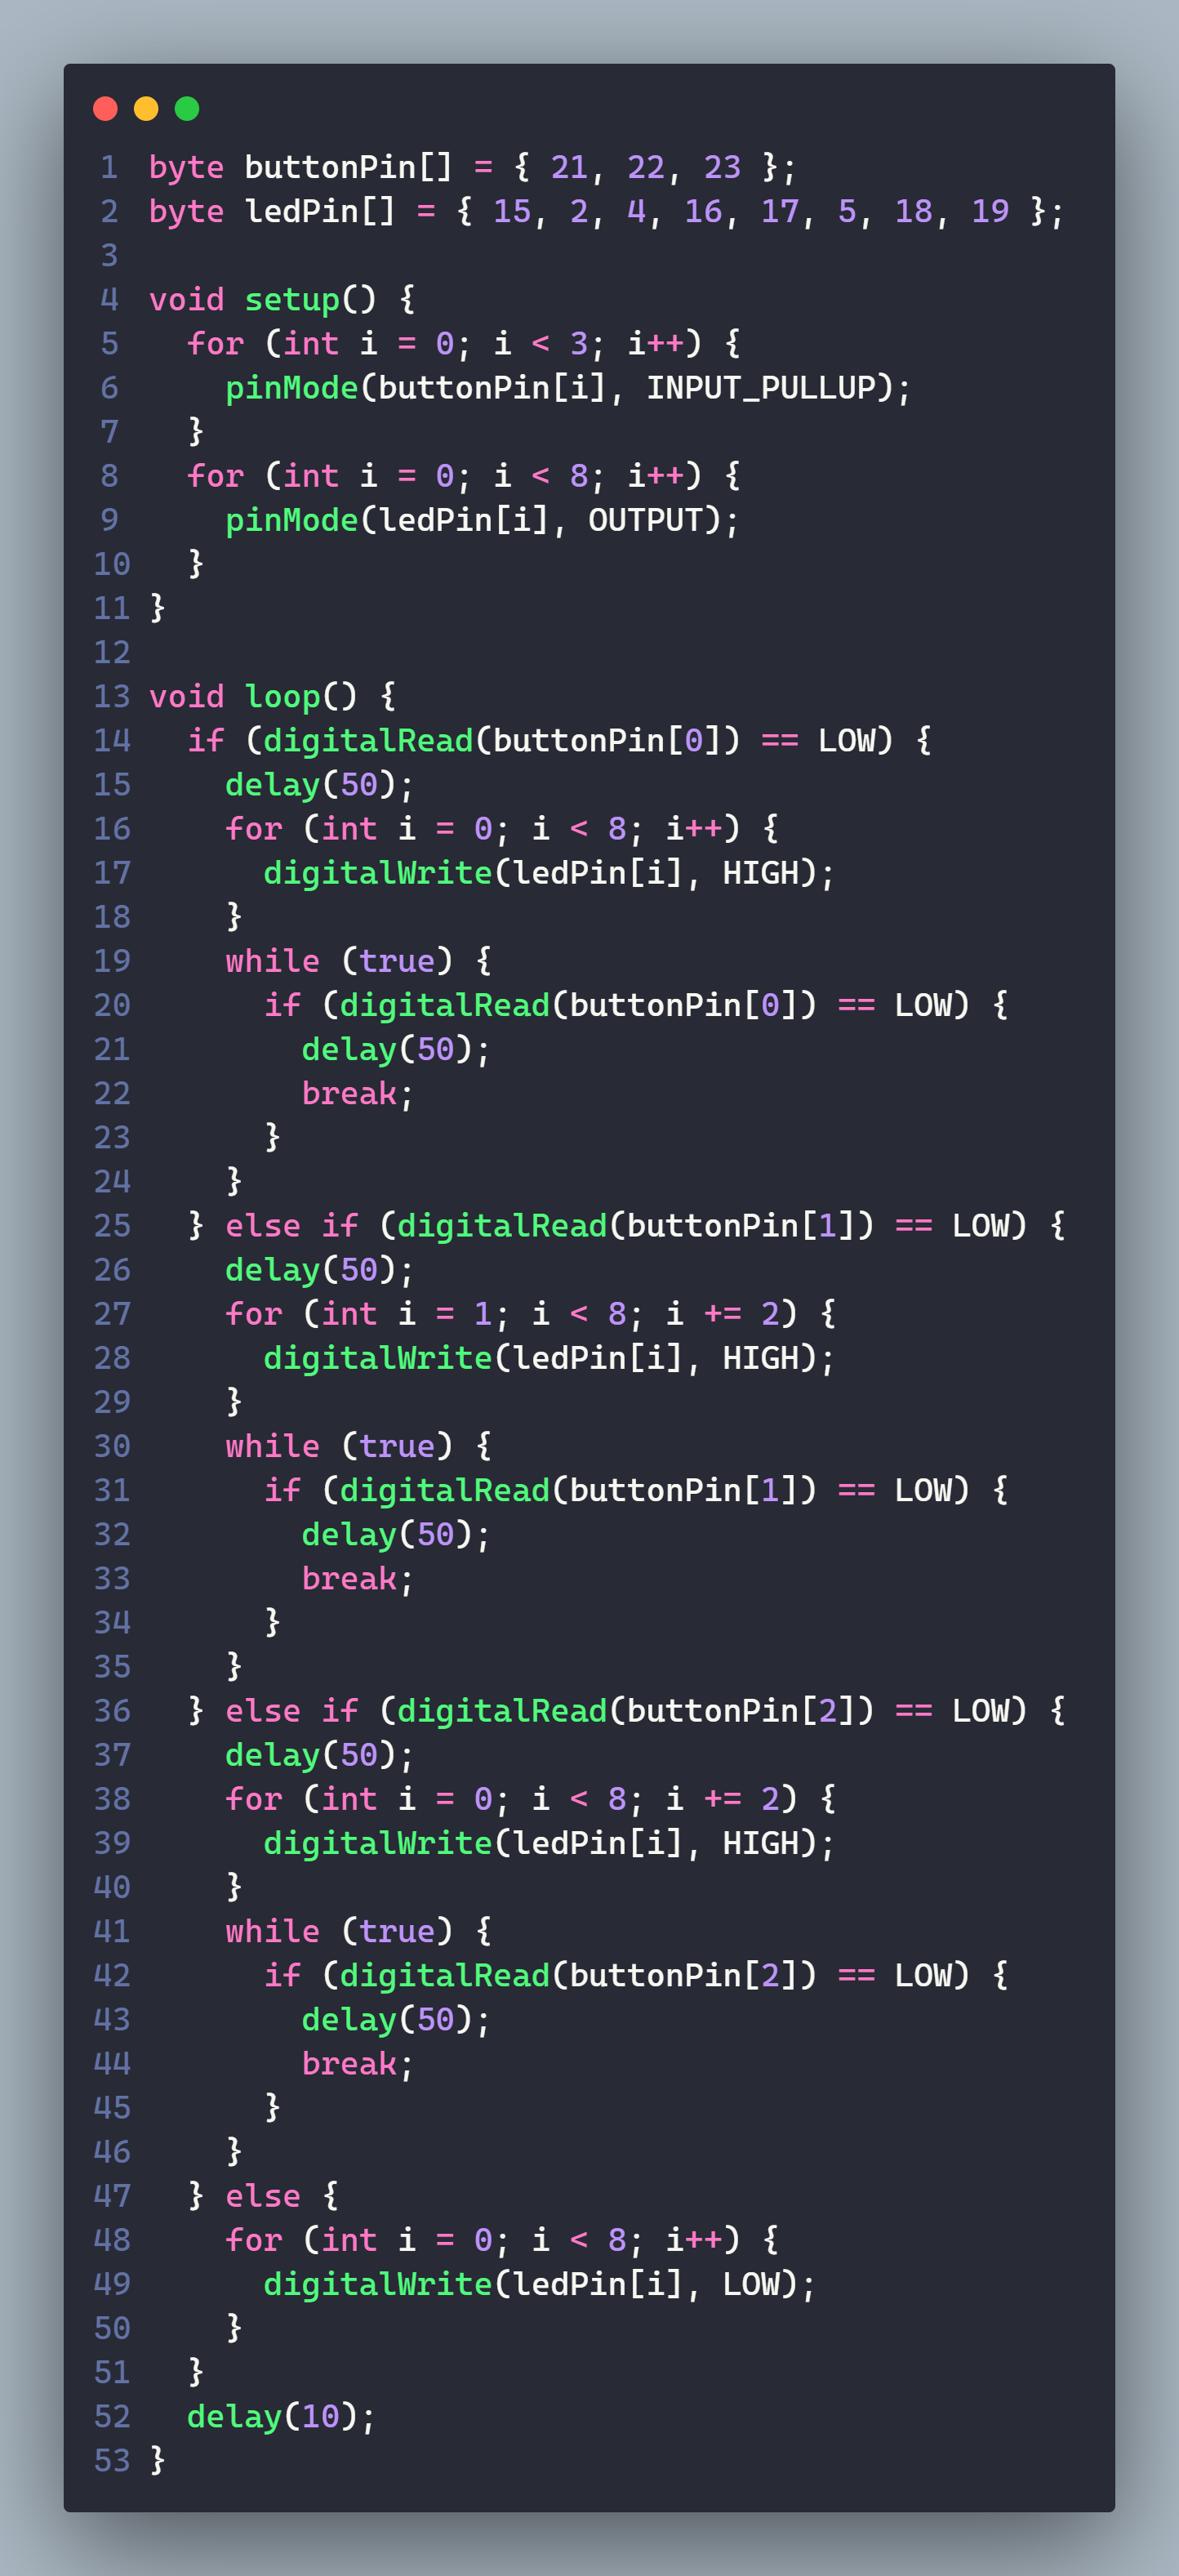 1 byte buttonPin[] = { 21, 22, 23 };
2 byte ledPin[] = { 15, 2, 4, 16, 17, 5, 18, 19 };
3
4 void setup() {
5   for (int i = 0; i < 3; i++) {
6     pinMode(buttonPin[i], INPUT_PULLUP);
7   }
8   for (int i = 0; i < 8; i++) {
9     pinMode(ledPin[i], OUTPUT);
10   }
11 }
12
13 void loop() {
14   if (digitalRead(buttonPin[0]) == LOW) {
15     delay(50);
16     for (int i = 0; i < 8; i++) {
17       digitalWrite(ledPin[i], HIGH);
18     }
19     while (true) {
20       if (digitalRead(buttonPin[0]) == LOW) {
21         delay(50);
22         break;
23       }
24     }
25   } else if (digitalRead(buttonPin[1]) == LOW) {
26     delay(50);
27     for (int i = 1; i < 8; i += 2) {
28       digitalWrite(ledPin[i], HIGH);
29     }
30     while (true) {
31       if (digitalRead(buttonPin[1]) == LOW) {
32         delay(50);
33         break;
34       }
35     }
36   } else if (digitalRead(buttonPin[2]) == LOW) {
37     delay(50);
38     for (int i = 0; i < 8; i += 2) {
39       digitalWrite(ledPin[i], HIGH);
40     }
41     while (true) {
42       if (digitalRead(buttonPin[2]) == LOW) {
43         delay(50);
44         break;
45       }
46     }
47   } else {
48     for (int i = 0; i < 8; i++) {
49       digitalWrite(ledPin[i], LOW);
50     }
51   }
52   delay(10);
53 }